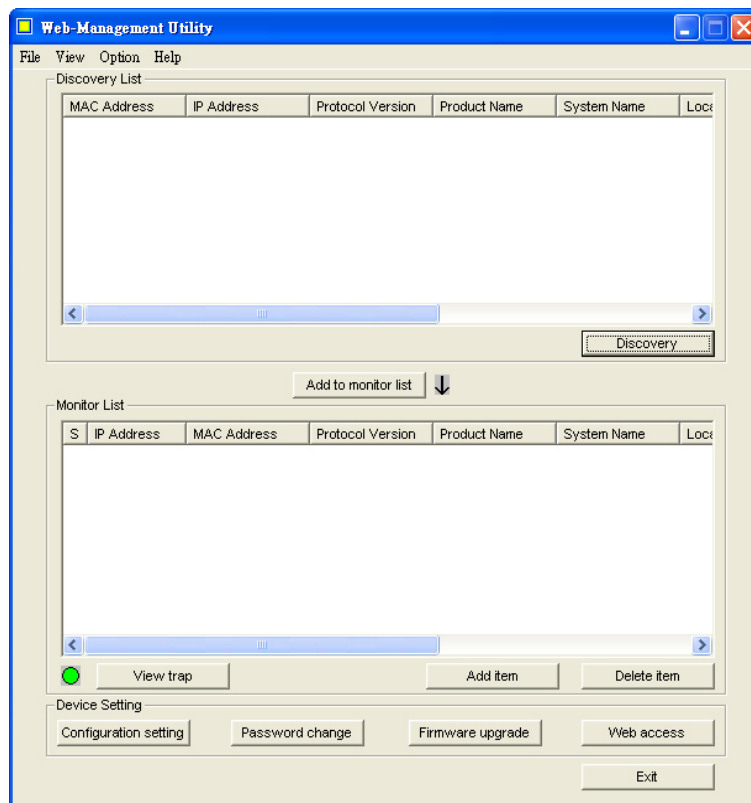 Web-Management Utility
File View Option Help
Discovery List
MAC Address IP Address Protocol Version Product Name System Name Loca
Discovery
Add to monitor list
Monitor List
S IP Address MAC Address Protocol Version Product Name System Name Loca
View trap Add item Delete item
Device Setting
Configuration setting Password change Firmware upgrade Web access
Exit